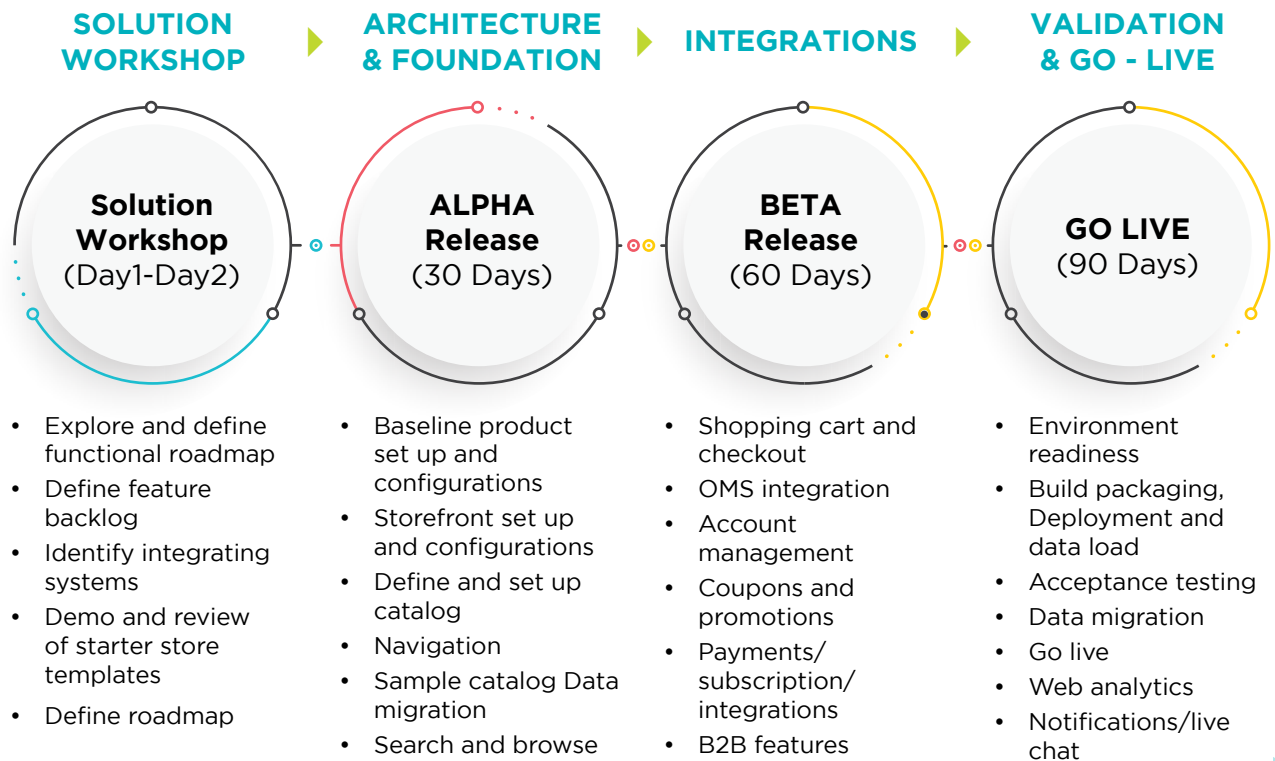 SOLUTION
WORKSHOP
ARCHITECTURE
& FOUNDATION
INTEGRATIONS
VALIDATION
& GO - LIVE
Solution
Workshop
(Day1-Day2)
ALPHA
Release
(30 Days)
BETA
Release
(60 Days)
GO LIVE
(90 Days)
• Explore and define
functional roadmap
• Define feature
backlog
• Identify integrating
systems
• Demo and review
of starter store
templates
• Define roadmap
• Baseline product
set up and
configurations
• Storefront set up
and configurations
• Define and set up
catalog
• Navigation
• Sample catalog Data
migration
• Search and browse
• Shopping cart and
checkout
• OMS integration
• Account
management
• Coupons and
promotions
• Payments/
subscription/
integrations
• B2B features
• Environment
readiness
• Build packaging,
Deployment and
data load
• Acceptance testing
• Data migration
• Go live
• Web analytics
• Notifications/live
chat